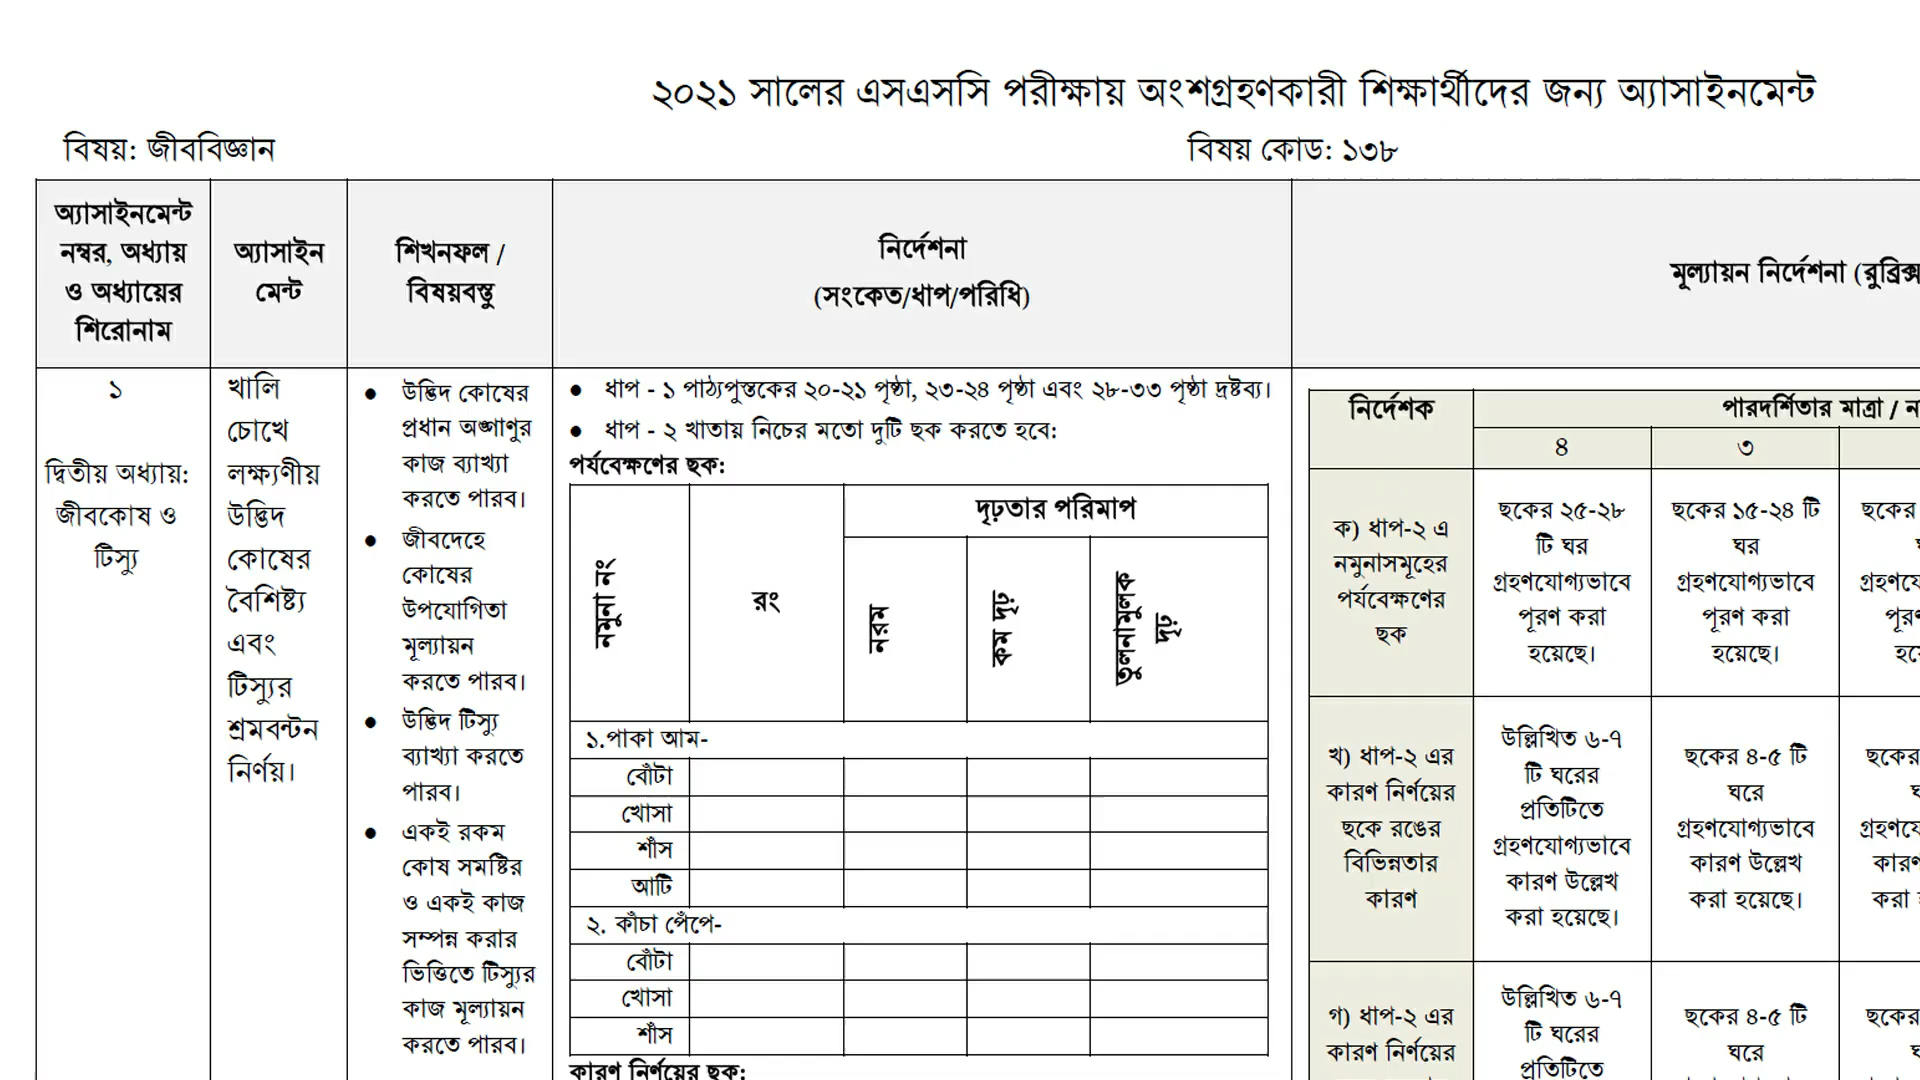 ২০২১ সালের এসএসসি পরীক্ষায় অংশগ্রহণকারী শিক্ষার্থীদের জন্য অ্যাসাইনমেন্ট
বিষয়: জীববিজ্ঞান
বিষয় কোড: ১৩৮
অ্যাসাইনমেন্ট
নম্বর, অধ্যায়
ও অধ্যায়ের
শিরোনাম
অ্যাসাইন
মেন্ট
শিখনফল /
বিষয়বস্তু
নির্দেশনা
(সংকেত/ধাপ/পরিধি)
মূল্যায়ন নির্দেশনা (রুব্রিক্স
১
দ্বিতীয় অধ্যায়:
জীবকোষ ও
টিস্যু
খালি
চোখে
লক্ষ্যণীয়
উদ্ভিদ
কোষের
বৈশিষ্ট্য
এবং
টিস্যুর
শ্রমবন্টন
নির্ণয়।
● উদ্ভিদ কোষের
প্রধান অঙ্গাণুর
কাজ ব্যাখ্যা
করতে পারব।
● জীবদেহে
কোষের
উপযোগিতা
মূল্যায়ন
করতে পারব।
● উদ্ভিদ টিস্যু
ব্যাখ্যা করতে
পারব।
● একই রকম
কোষ সমষ্টির
ও একই কাজ
সম্পন্ন করার
ভিত্তিতে টিস্যুর
কাজ মূল্যায়ন
করতে পারব।
● ধাপ - ১ পাঠ্যপুস্তকের ২০-২১ পৃষ্ঠা, ২৩-২৪ পৃষ্ঠা এবং ২৮-৩৩ পৃষ্ঠা দ্রষ্টব্য।
● ধাপ - ২ খাতায় নিচের মতো দুটি ছক করতে হবে:
পর্যবেক্ষণের ছক:
নমুনা নং
রং
দৃঢ়তার পরিমাপ
নরম
কম দৃঢ়
তুলনামুলক
দৃঢ়
১.পাকা আম-
বোঁটা
খোসা
শাঁস
আটি
২. কাঁচা পেঁপে-
বোঁটা
খোসা
শাঁস
কারণ নির্ণয়ের ছক:
নির্দেশক
পারদর্শিতার মাত্রা / ন
৪
৩
ক) ধাপ-২ এ
নমুনাসমূহের
পর্যবেক্ষণের
ছক
ছকের ২৫-২৮
টি ঘর
গ্রহণযোগ্যভাবে
পূরণ করা
হয়েছে।
ছকের ১৫-২৪ টি
ঘর
গ্রহণযোগ্যভাবে
পূরণ করা
হয়েছে।
ছকের
খ) ধাপ-২ এর
কারণ নির্ণয়ের
ছকে রঙের
বিভিন্নতার
কারণ
উল্লিখিত ৬-৭
টি ঘরের
প্রতিটিতে
গ্রহণযোগ্যভাবে
কারণ উল্লেখ
করা হয়েছে।
ছকের ৪-৫ টি
ঘরে
গ্রহণযোগ্যভাবে
কারণ উল্লেখ
করা হয়েছে।
ছকের
গ) ধাপ-২ এর
কারণ নির্ণয়ের
উল্লিখিত ৬-৭
টি ঘরের
প্রতিটিতে
ছকের ৪-৫ টি
ঘরে
ছকের